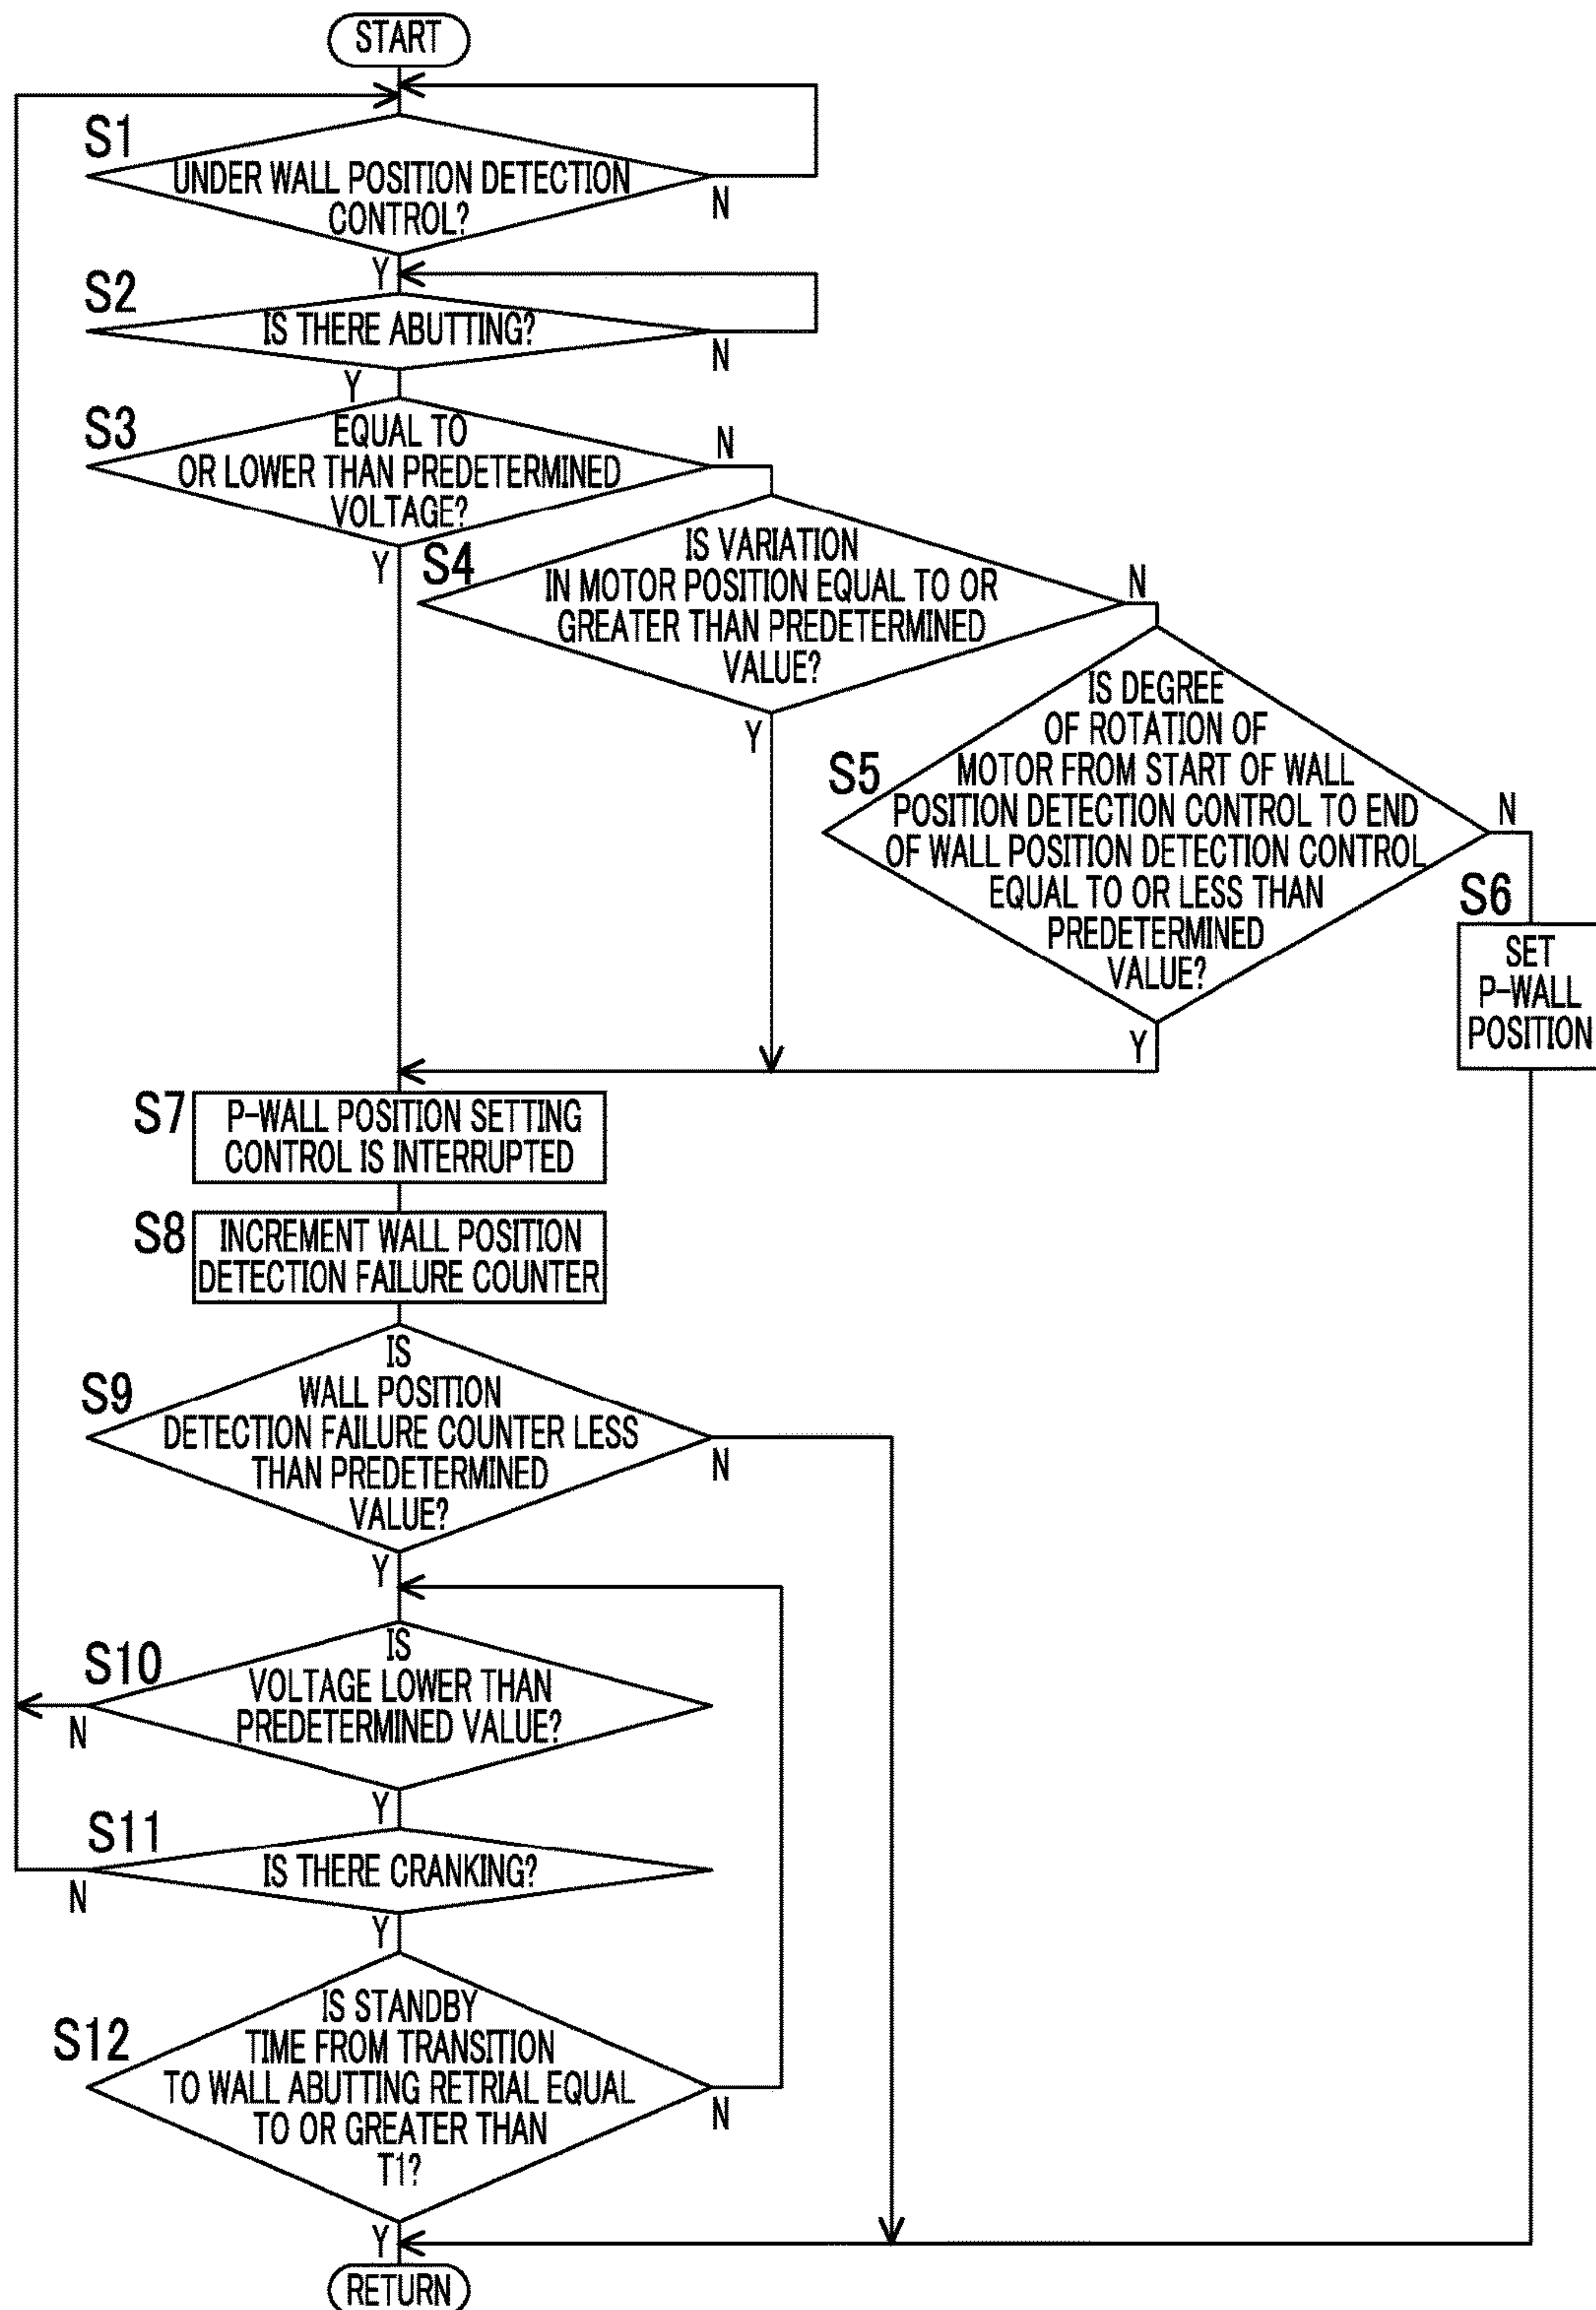 START
S1
UNDER WALL POSITION DETECTION
CONTROL?
N
Y
S2
IS THERE ABUTTING?
N
Y
S3
EQUAL TO
OR LOWER THAN PREDETERMINED
VOLTAGE?
N
Y
S4
IS VARIATION
IN MOTOR POSITION EQUAL TO OR
GREATER THAN PREDETERMINED
VALUE?
N
Y
S5
IS DEGREE
OF ROTATION OF
MOTOR FROM START OF WALL
POSITION DETECTION CONTROL TO END
OF WALL POSITION DETECTION CONTROL
EQUAL TO OR LESS THAN
PREDETERMINED
VALUE?
N
Y
S6
SET
P-WALL
POSITION
S7
P-WALL POSITION SETTING
CONTROL IS INTERRUPTED
S8
INCREMENT WALL POSITION
DETECTION FAILURE COUNTER
S9
IS
WALL POSITION
DETECTION FAILURE COUNTER LESS
THAN PREDETERMINED
VALUE?
N
Y
S10
IS
VOLTAGE LOWER THAN
PREDETERMINED VALUE?
N
Y
S11
IS THERE CRANKING?
N
Y
S12
IS STANDBY
TIME FROM TRANSITION
TO WALL ABUTTING RETRIAL EQUAL
TO OR GREATER THAN
T1?
N
Y
RETURN